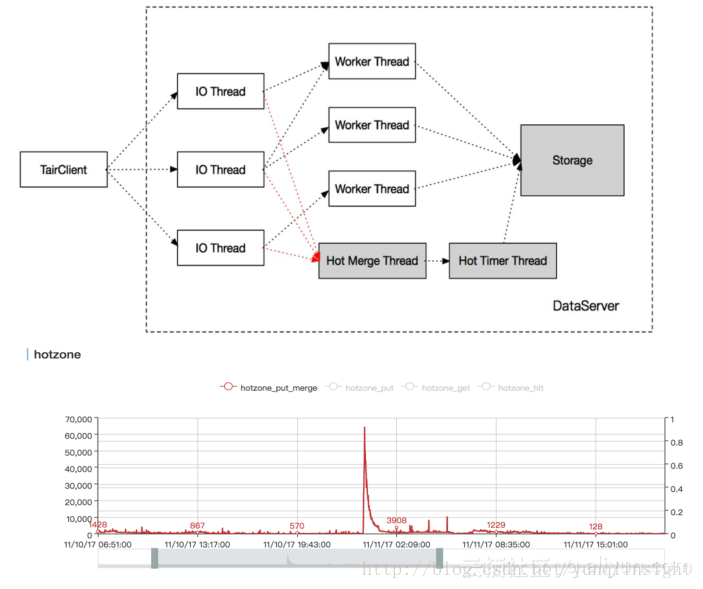 Worker Thread
IO Thread
Worker Thread
Storage
TairClient
IO Thread
Worker Thread
IO Thread
Hot Merge Thread
Hot Timer Thread
DataServer
hotzone
hotzone_put_merge hotzone_put hotzone_get hotzone_hit
70,000 1
60,000
50,000 0.8
40,000 0.6
30,000
0.4
20,000
0.2
10,000
1428 867 570 3908 1229 128
0 0
11/10/17 06:51:00 11/10/17 13:17:00 11/10/17 19:43:00 11/11/17 02:09:00 11/11/17 08:35:00 11/11/17 15:01:00
http://blog.csdn.net/yunqiinsight